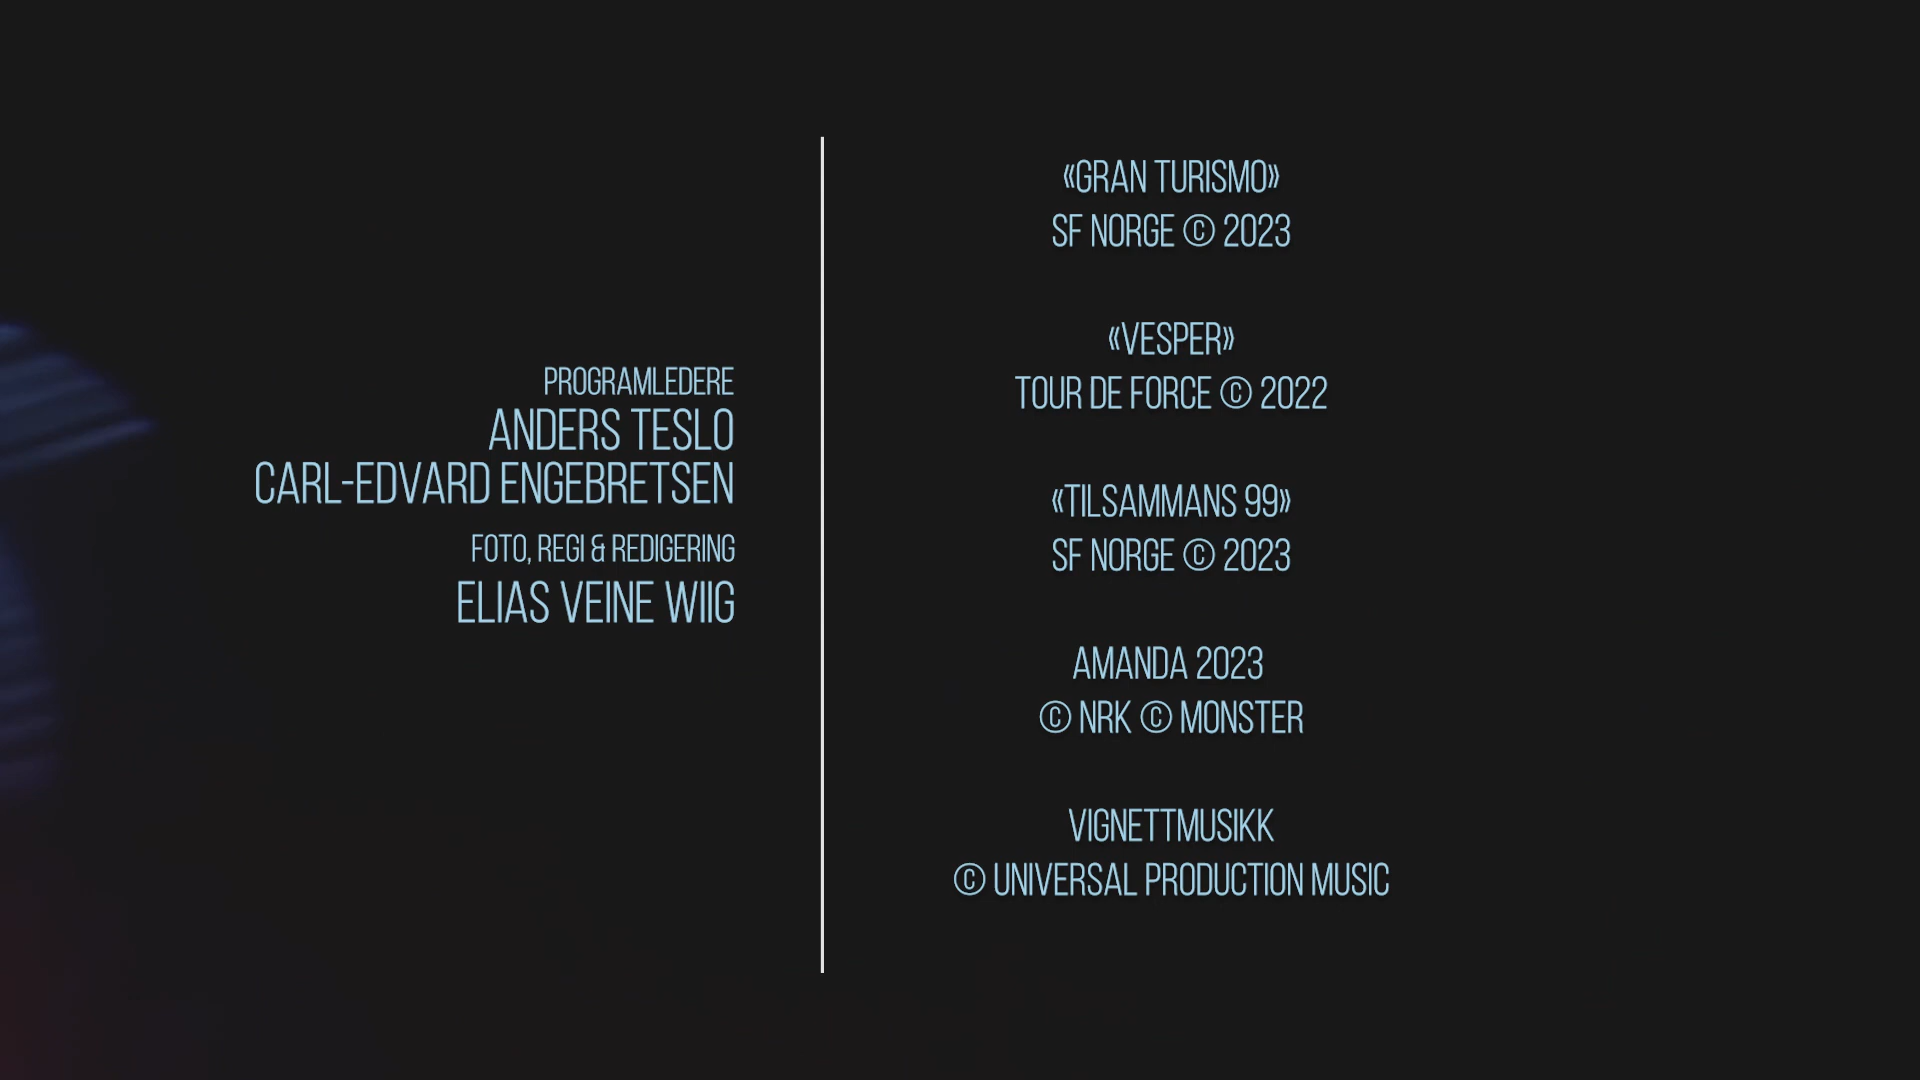 PROGRAMLEDERE
ANDERS TESLO
CARL-EDVARD ENGEBRETSEN
FOTO, REGI & REDIGERING
ELIAS VEINE WIIG
«GRAN TURISMO»
SF NORGE © 2023
«VESPER»
TOUR DE FORCE © 2022
«TILSAMMANS 99»
SF NORGE © 2023
AMANDA 2023
© NRK © MONSTER
VIGNETTMUSIKK
© UNIVERSAL PRODUCTION MUSIC